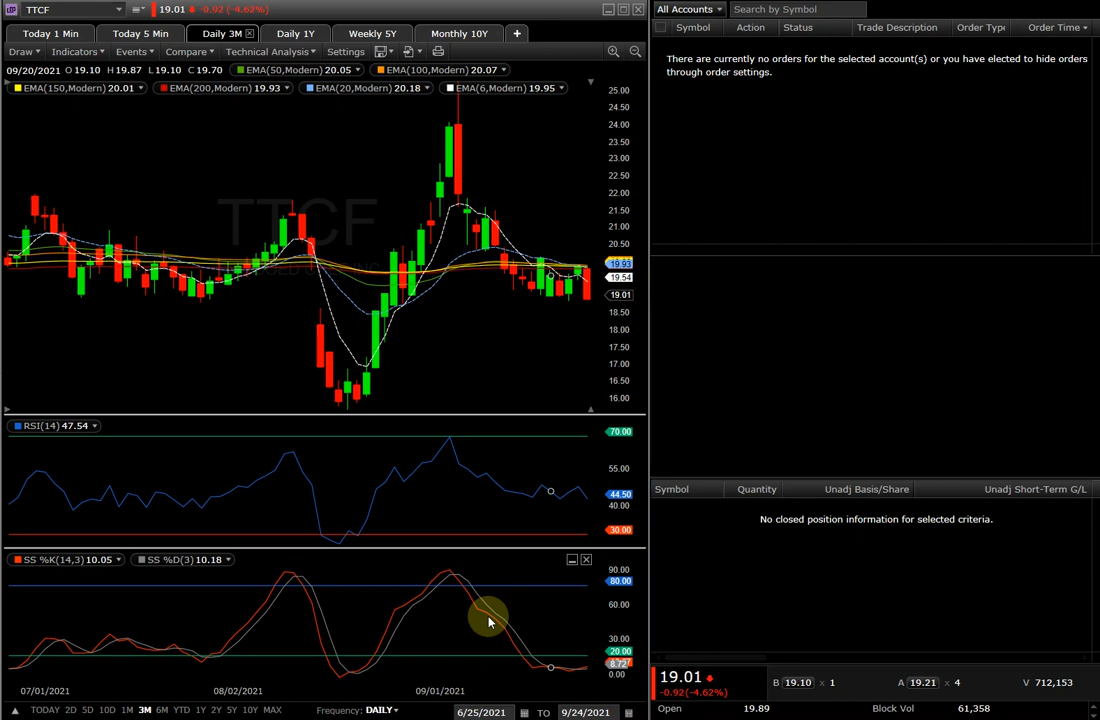 TTCF 19.01 -0.92 (-4.62%)
Today 1 Min Today 5 Min Daily 3M Daily 1Y Weekly 5Y Monthly 10Y +
Draw Indicators Events Compare Technical Analysis Settings
09/20/2021 O 19.10 H 19.87 L 19.10 C 19.70 EMA(50,Modern) 20.05 EMA(100,Modern) 20.07
EMA(150,Modern) 20.01 EMA(200,Modern) 19.93 EMA(20,Modern) 20.18 EMA(6,Modern) 19.95
TTCF
25.00
24.50
24.00
23.50
23.00
22.50
22.00
21.50
21.00
20.50
19.93
19.54
19.01
18.50
18.00
17.50
17.00
16.50
16.00
RSI(14) 47.54
70.00
55.00
44.50
40.00
30.00
SS %K(14,3) 10.05 SS %D(3) 10.18
90.00
80.00
60.00
30.00
20.00
8.72
0.00
07/01/2021 08/02/2021 09/01/2021
TODAY 2D 5D 10D 1M 3M 6M YTD 1Y 2Y 5Y 10Y MAX Frequency: DAILY 6/25/2021 TO 9/24/2021
All Accounts Search by Symbol
Symbol Action Status Trade Description Order Type Order Time
There are currently no orders for the selected account(s) or you have elected to hide orders
through order settings.
Symbol Quantity Unadj Basis/Share Unadj Short-Term G/L
No closed position information for selected criteria.
19.01 B 19.10 x 1 A 19.21 x 4 V 712,153
-0.92 (-4.62%)
Open 19.89 Block Vol 61,358